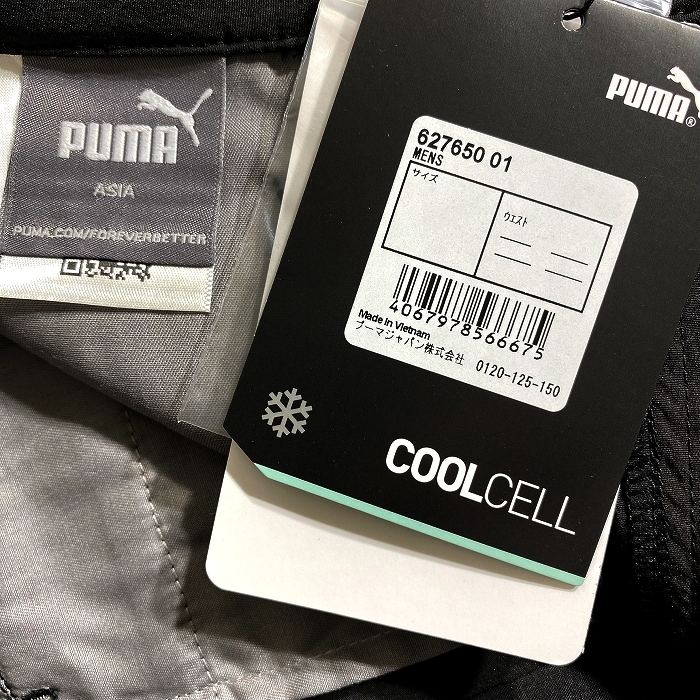 PUMA
ASIA
PUMA.COM/FOREVERBETTER
PUMA®
627650 01
MENS
サイズ
ウエスト
4067978566675
Made in Vietnam
プーマジャパン株式会社 0120-125-150
COOLCELL